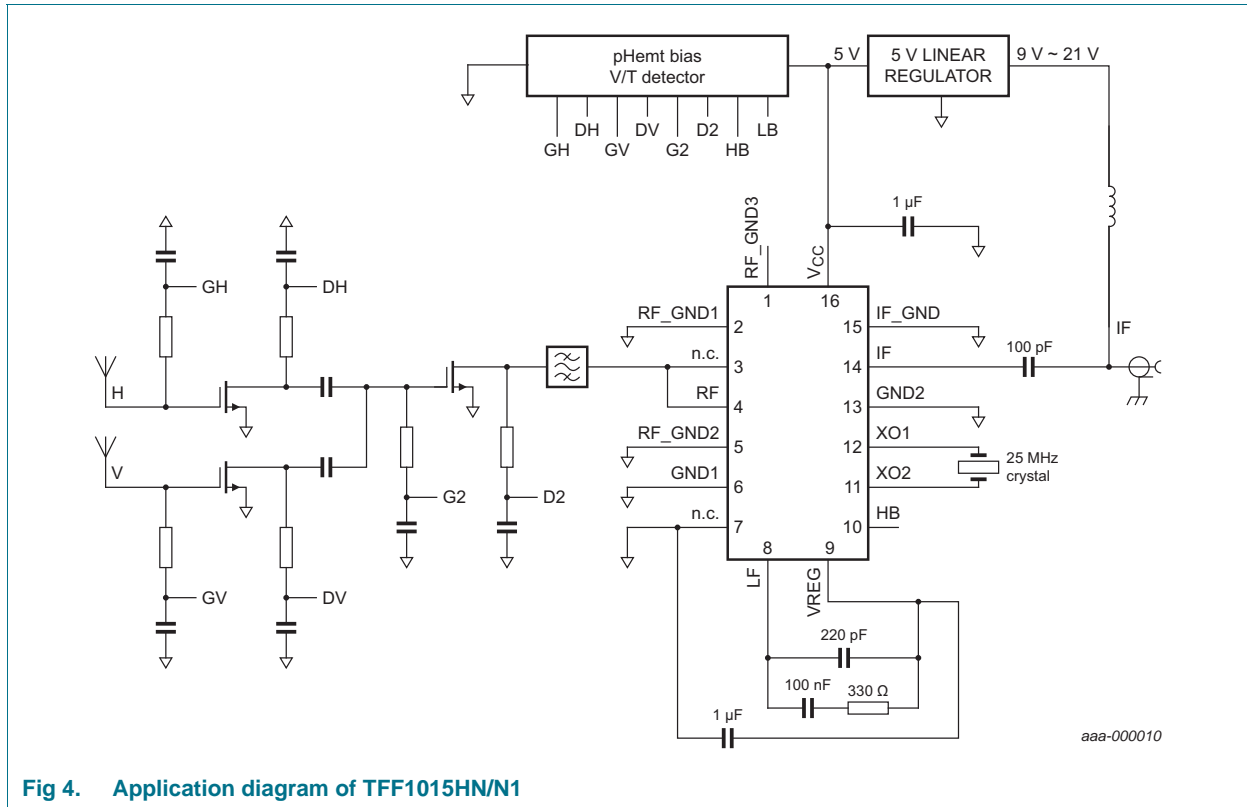 pHemt bias
V/T detector
5 V
5 V LINEAR
REGULATOR
9 V ~ 21 V
GH
DH
GV
DV
G2
D2
HB
LB
1 µF
RF_GND3
VCC
GH
DH
1
16
RF_GND1
2
15
IF_GND
IF
n.c.
3
14
IF
100 pF
H
RF
4
13
GND2
RF_GND2
5
12
XO1
25 MHz
crystal
V
GND1
6
11
XO2
G2
D2
n.c.
7
10
HB
8
9
LF
VREG
GV
DV
220 pF
100 nF
330 Ω
1 µF
aaa-000010
Fig 4. Application diagram of TFF1015HN/N1